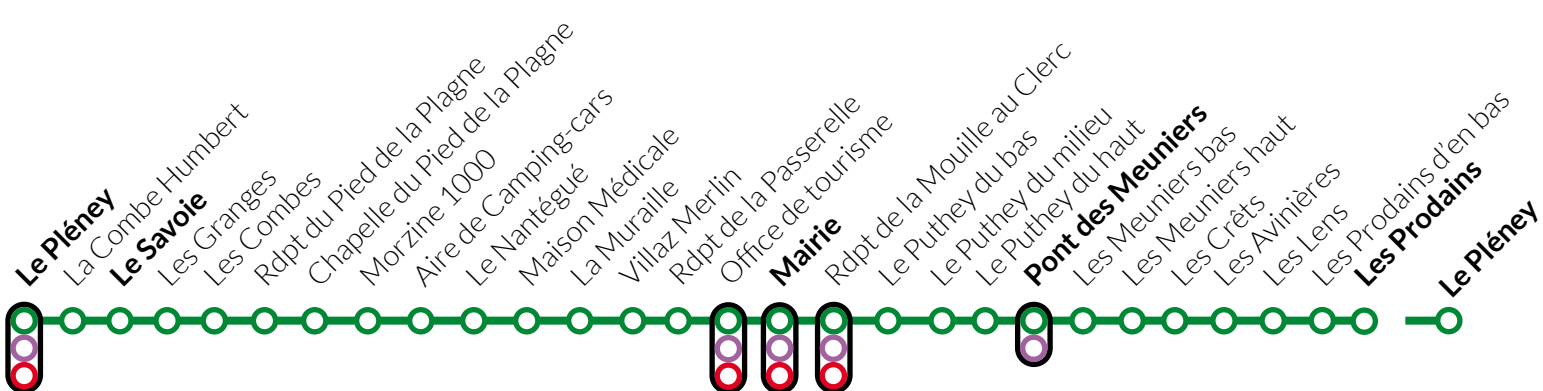 Le Pléney
La Combe Humbert
Le Savoie
Les Granges
Les Combes
Rdpt du Pied de la Plagne
Chapelle du Pied de la Plagne
Morzine 1000
Aire de Camping-cars
Le Nantégué
Maison Médicale
La Muraille
Villaz Merlin
Rdpt de la Passerelle
Office de tourisme
Mairie
Rdpt de la Mouille au Clerc
Le Puthey du bas
Le Puthey du milieu
Le Puthey du haut
Pont des Meuniers
Les Meuniers bas
Les Meuniers haut
Les Crêts
Les Avinières
Les Lens
Les Prodains d'en bas
Les Prodains
Le Pléney